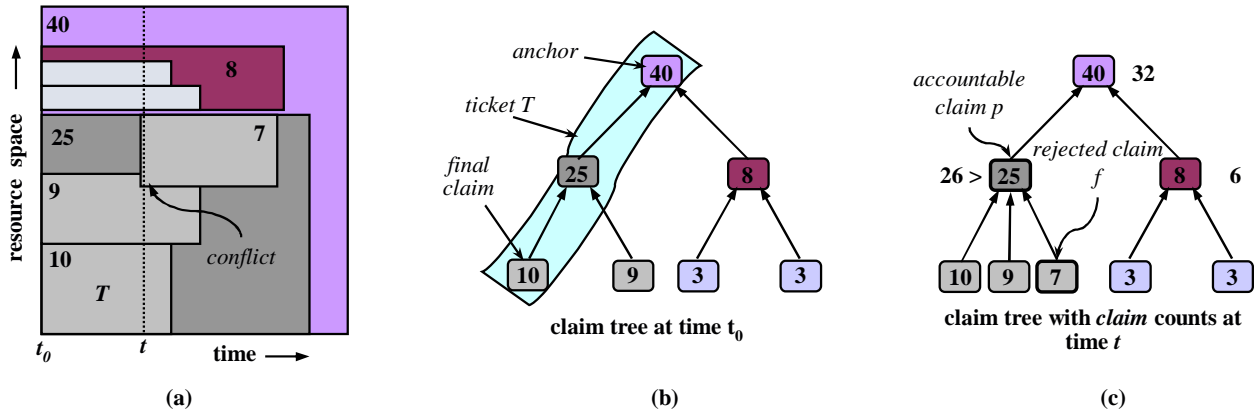 40
8
25
7
9
conflict
10
T
resource space
t0
t
time
(a)
anchor
40
ticket T
final
claim
25
8
10
9
3
3
claim tree at time t0
(b)
accountable
claim p
40
32
rejected claim
f
26 >
25
8
6
10
9
7
3
3
claim tree with claim counts at
time t
(c)